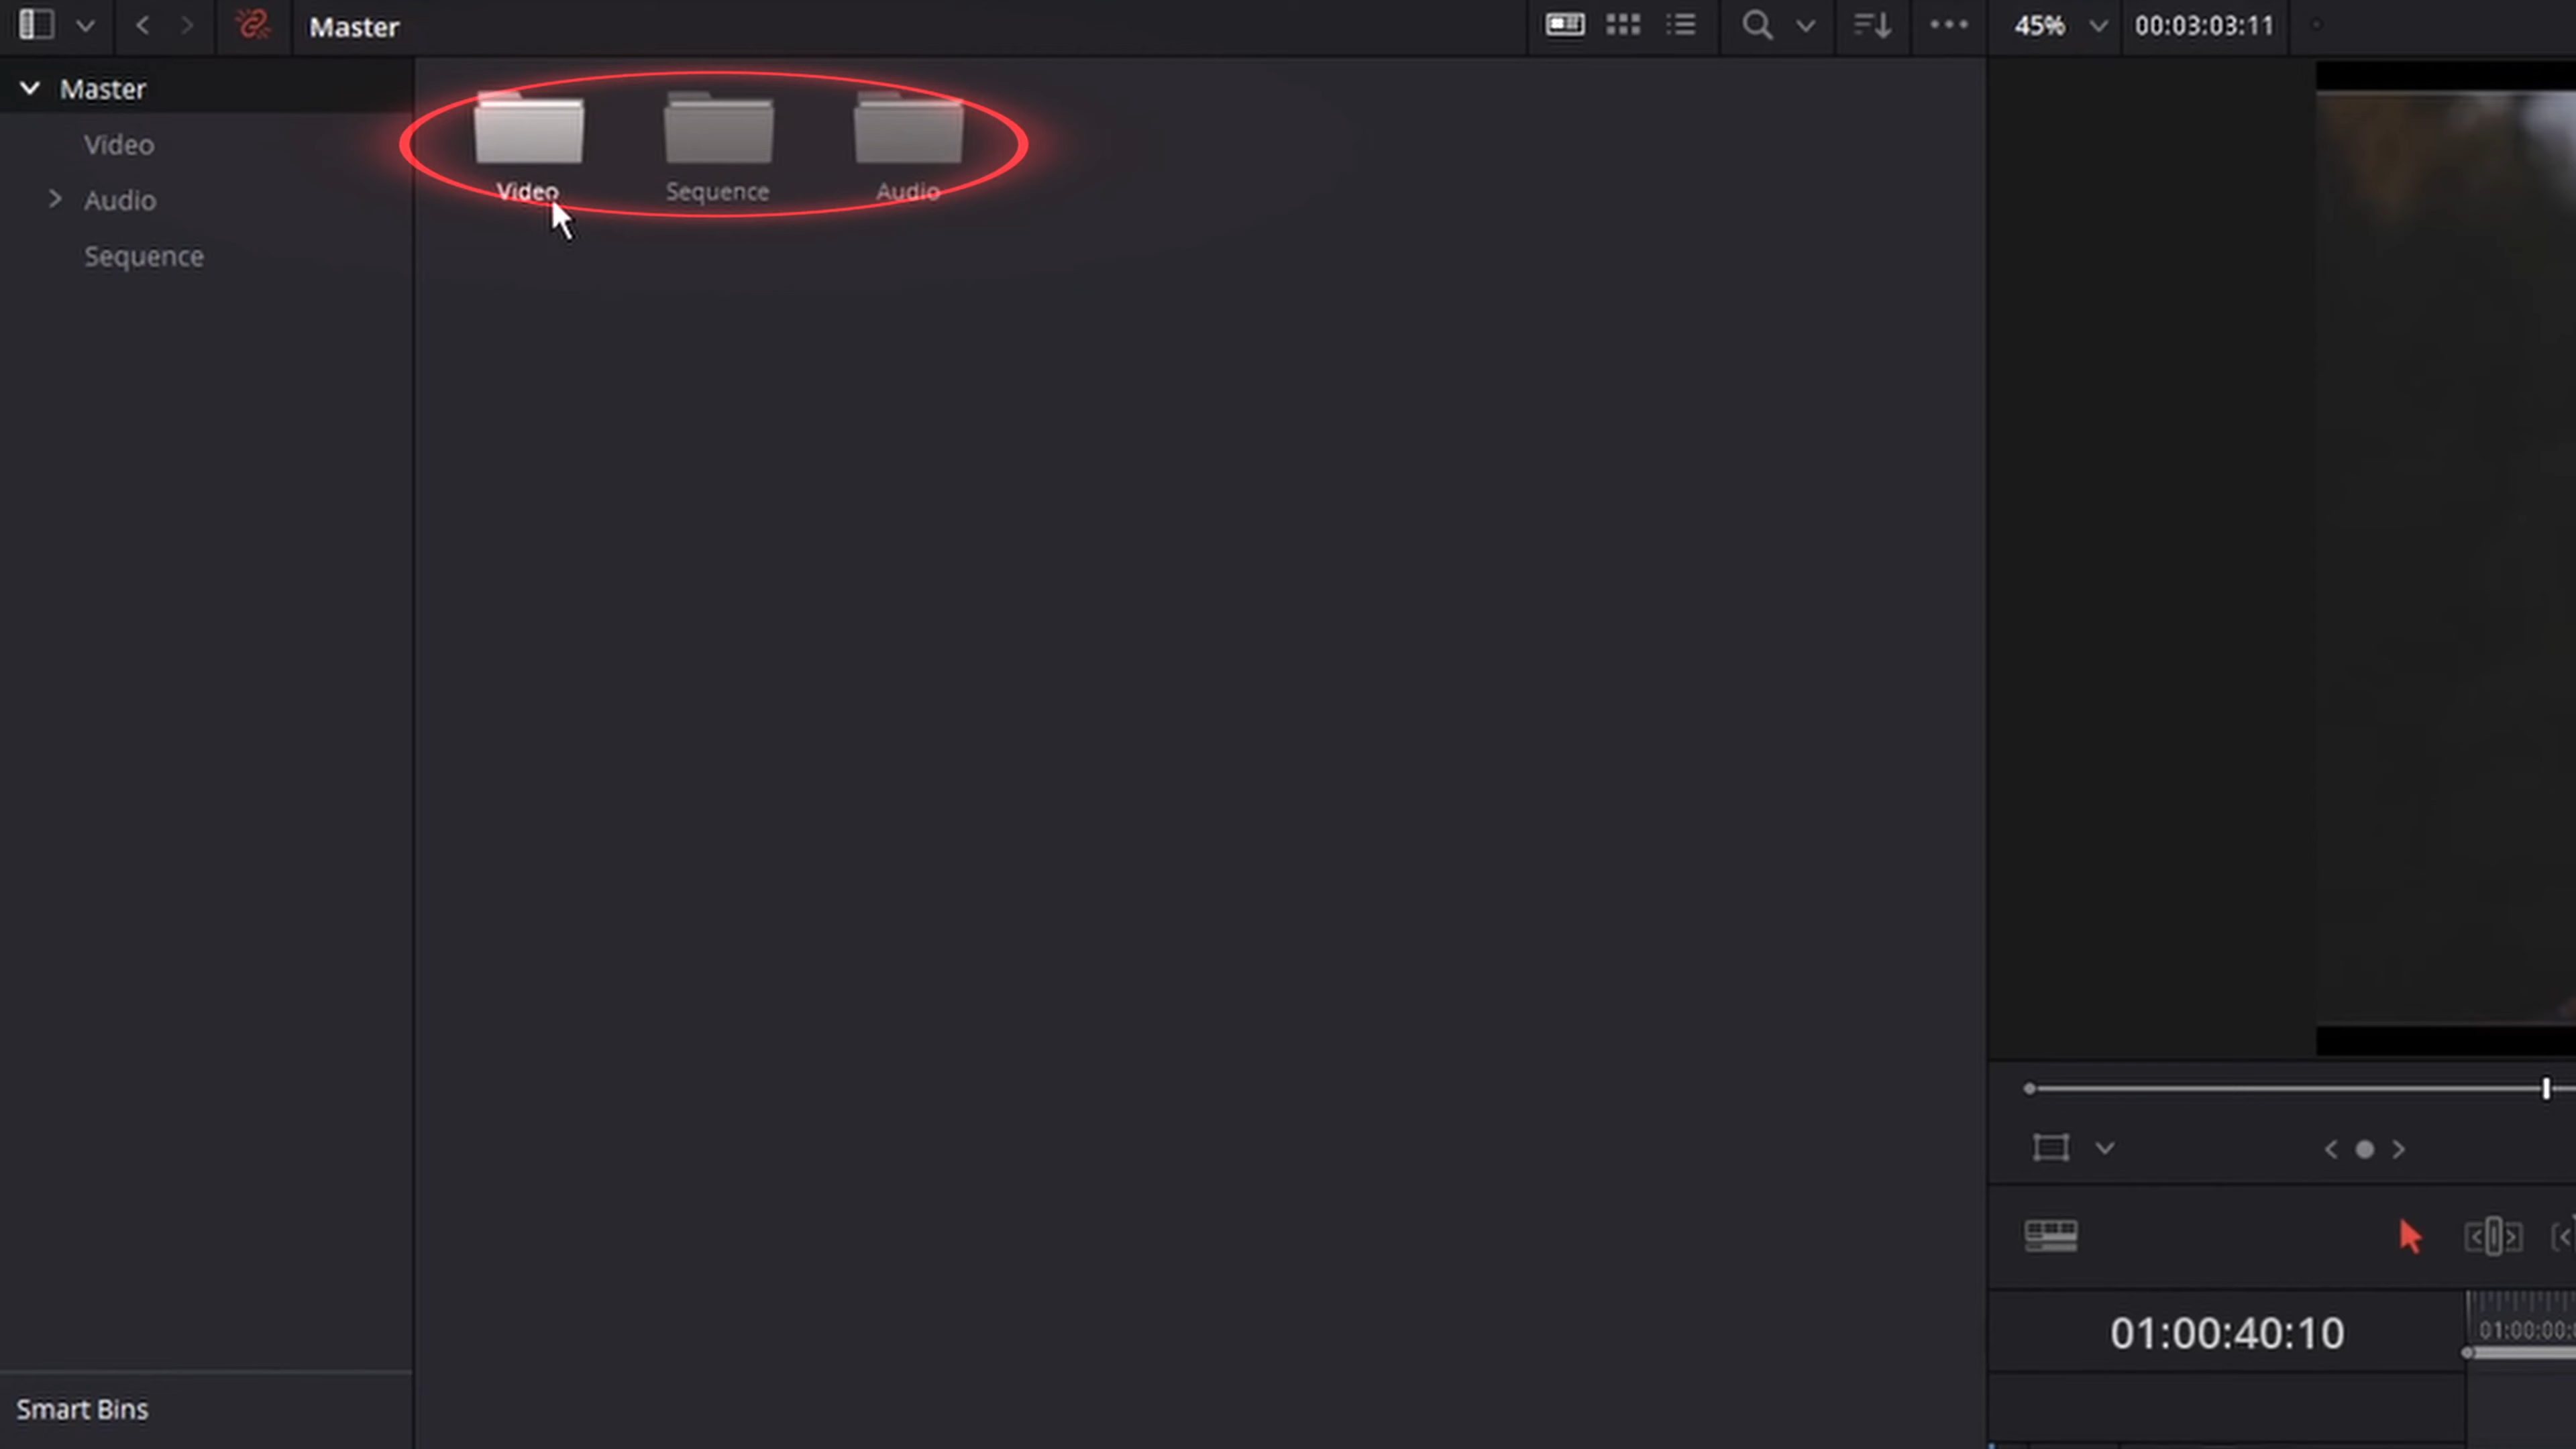 Master
45%
00:03:03:11
Master
Video
Audio
Sequence
Video
Sequence
Audio
01:00:40:10
Smart Bins